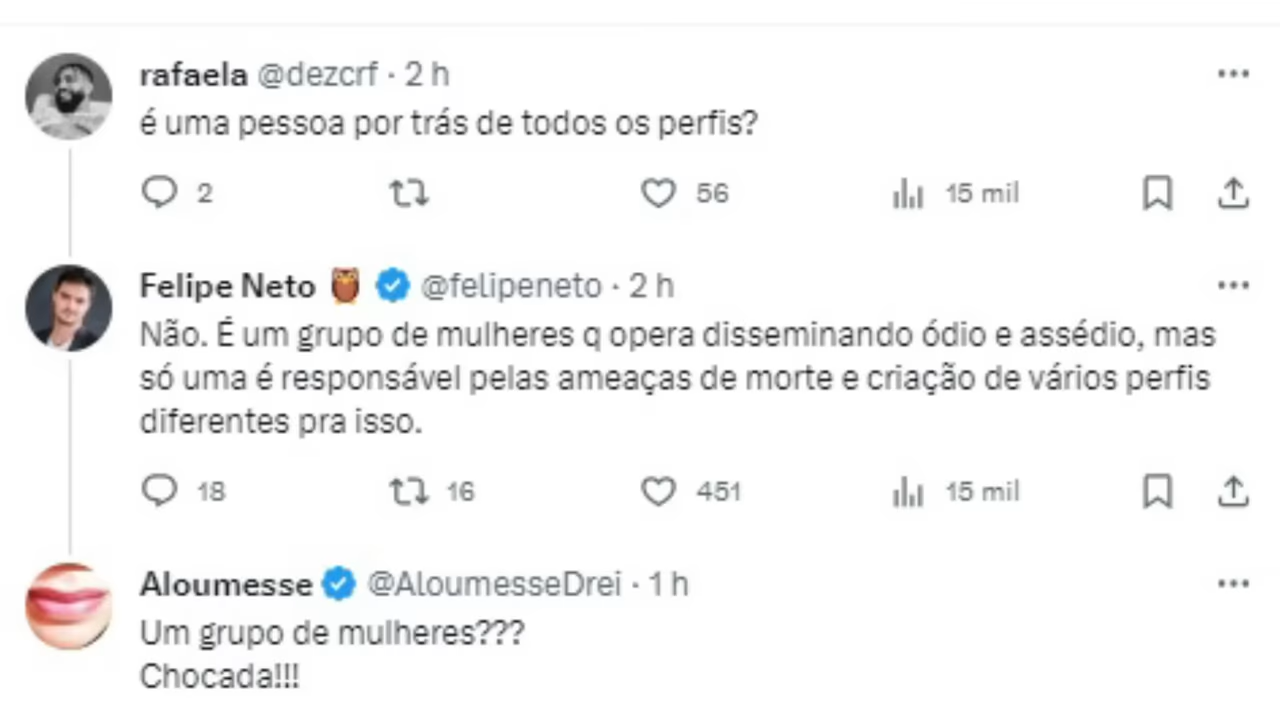 rafaela @dezcrf · 2 h
é uma pessoa por trás de todos os perfis?
2 56 15 mil
Felipe Neto 🦉 @felipeneto · 2 h
Não. É um grupo de mulheres q opera disseminando ódio e assédio, mas
só uma é responsável pelas ameaças de morte e criação de vários perfis
diferentes pra isso.
18 16 451 15 mil
Aloumesse @AloumesseDrei · 1 h
Um grupo de mulheres???
Chocada!!!